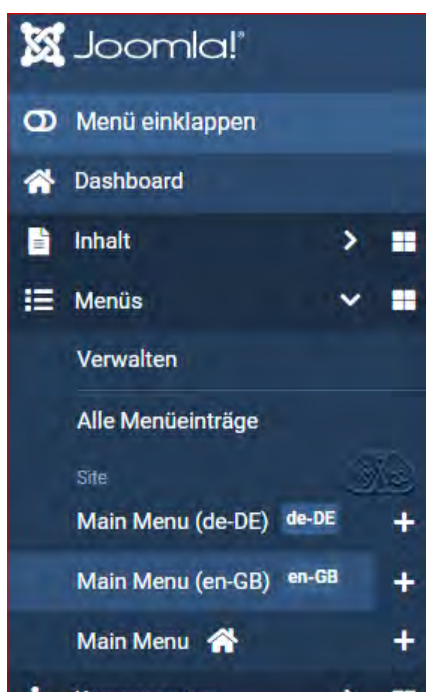 Joomla!®
Menü einklappen
Dashboard
Inhalt
Menüs
Verwalten
Alle Menüeinträge
Site
Main Menu (de-DE) de-DE
Main Menu (en-GB) en-GB
Main Menu